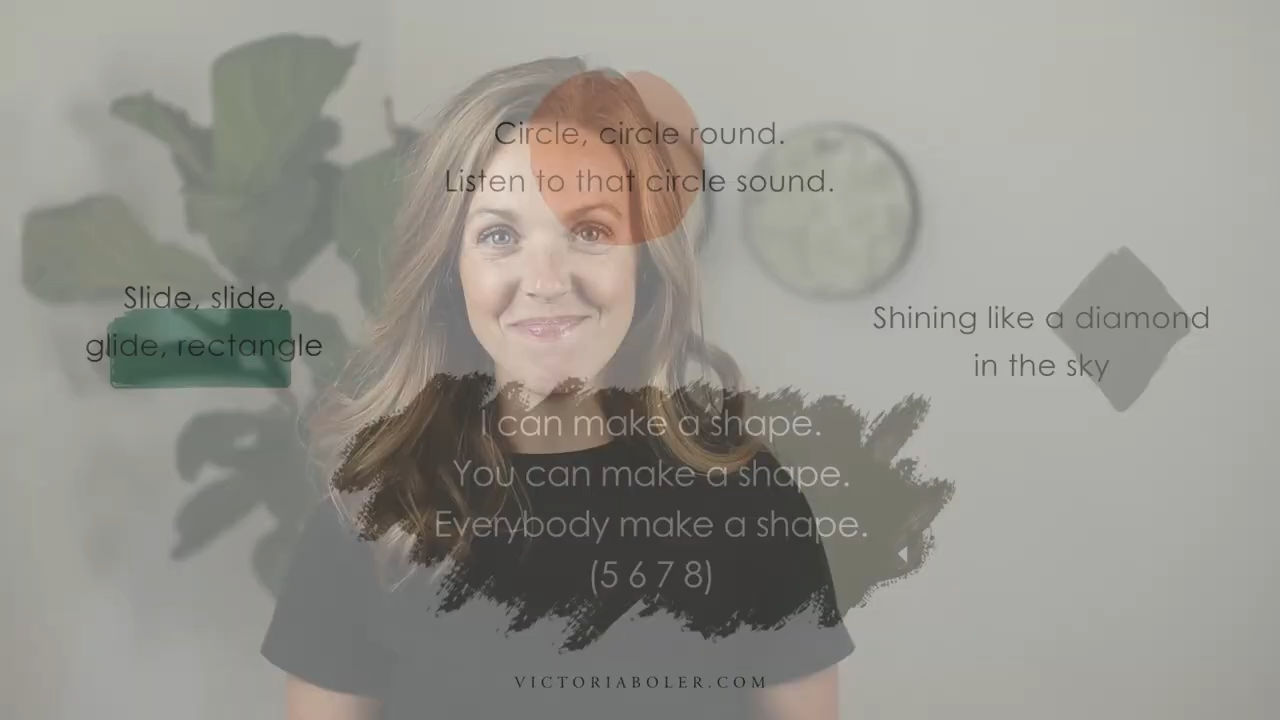 Circle, circle round.
Listen to that circle sound.
Slide, slide,
glide, rectangle
Shining like a diamond
in the sky
I can make a shape.
You can make a shape.
Everybody make a shape.
(5 6 7 8)
VICTORIABOLER.COM